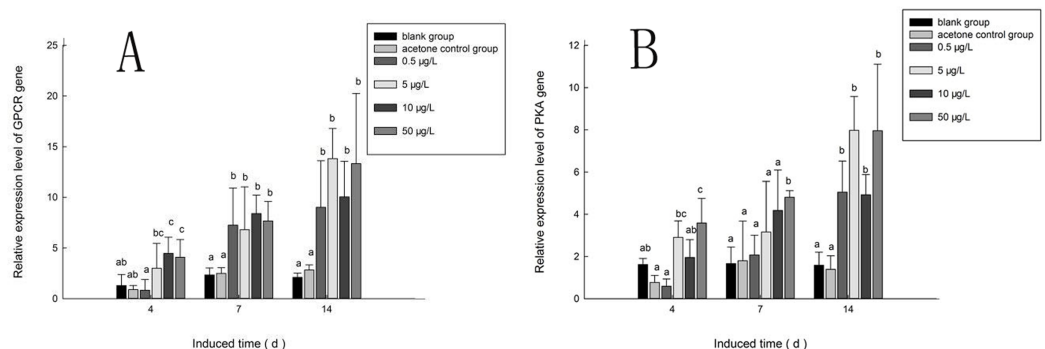 A
blank group
acetone control group
0.5 µg/L
5 µg/L
10 µg/L
50 µg/L
Relative expression level of GPCR gene
25
20
15
10
5
0
ab ab a bc c c
a a b b b b
a a b b b b
4 7 14
Induced time ( d )
B
blank group
acetone control group
0.5 µg/L
5 µg/L
10 µg/L
50 µg/L
Relative expression level of PKA gene
12
10
8
6
4
2
0
ab a a bc ab c
a a a a a b
a a b b b b
4 7 14
Induced time ( d )